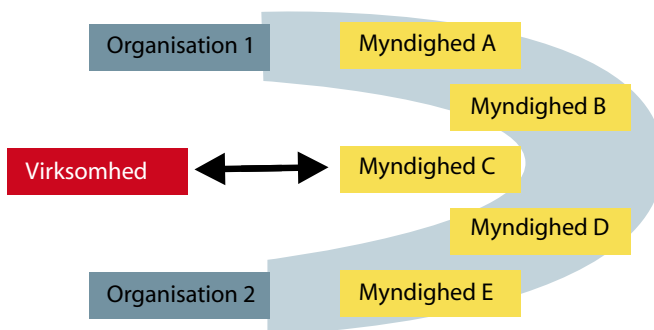 Organisation 1
Myndighed A
Myndighed B
Virksomhed
Myndighed C
Myndighed D
Organisation 2
Myndighed E